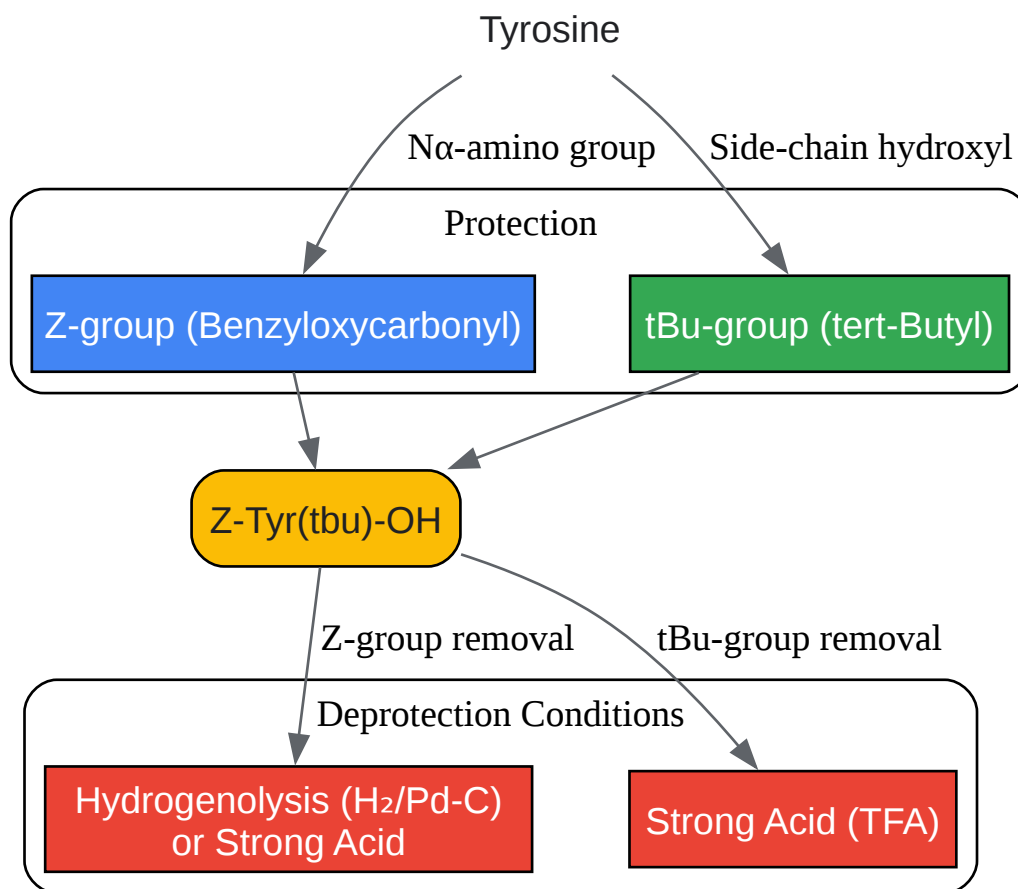 Tyrosine
Nα-amino group
Side-chain hydroxyl
Protection
Z-group (Benzyloxycarbonyl)
tBu-group (tert-Butyl)
Z-Tyr(tbu)-OH
Z-group removal
tBu-group removal
Deprotection Conditions
Hydrogenolysis (H₂/Pd-C)
or Strong Acid
Strong Acid (TFA)